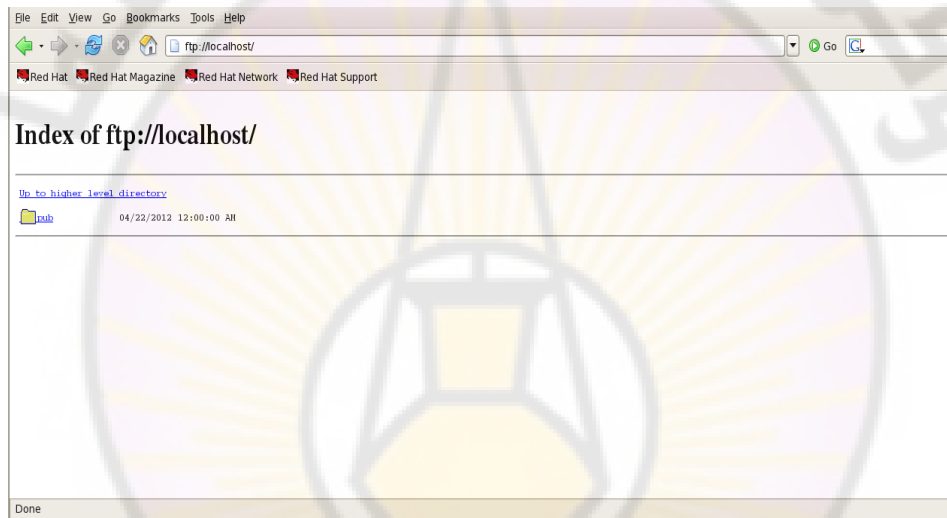 File Edit View Go Bookmarks Tools Help
ftp://localhost/ Go G
Red Hat Red Hat Magazine Red Hat Network Red Hat Support
Index of ftp://localhost/
Up to higher level directory
pub 04/22/2012 12:00:00 AM
Done